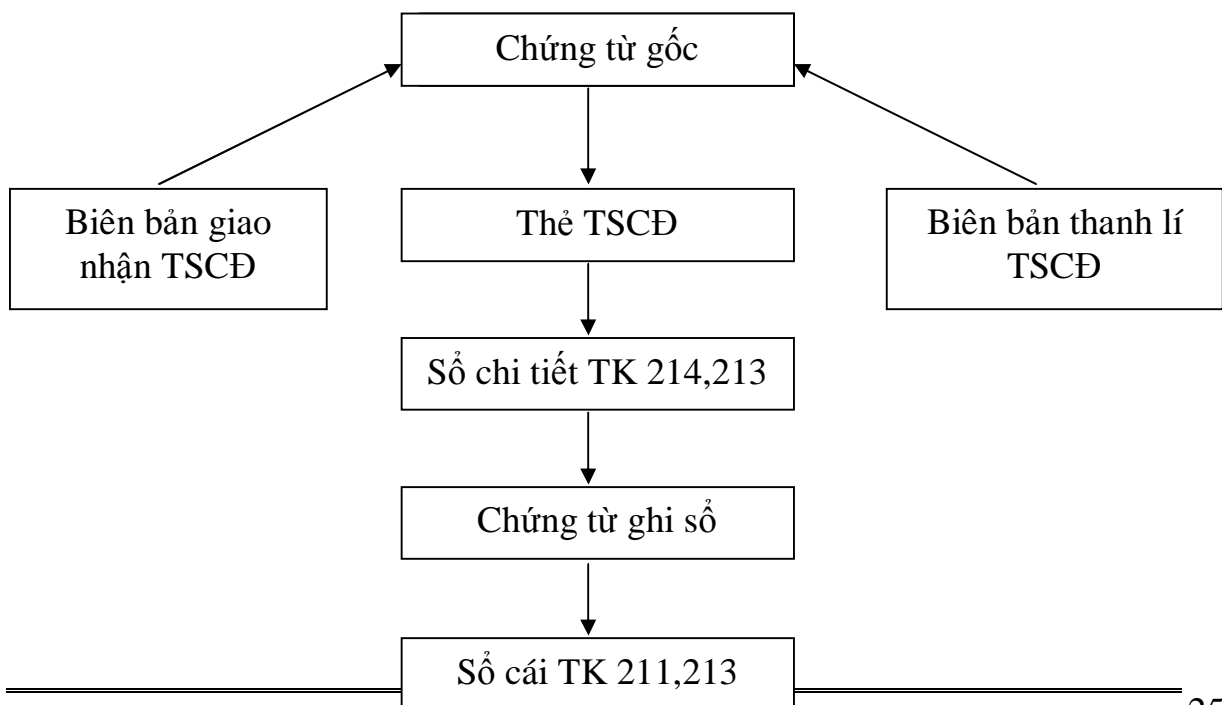 Chứng từ gốc
Biên bản giao
nhận TSCĐ
Thẻ TSCĐ
Biên bản thanh lí
TSCĐ
Sổ chi tiết TK 214,213
Chứng từ ghi sổ
Sổ cái TK 211,213